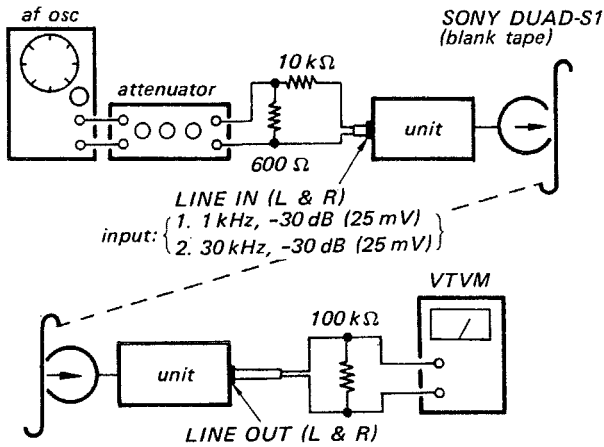 af osc
SONY DUAD-S1
(blank tape)
attenuator
10 kΩ
600 Ω
unit
LINE IN (L & R)
input: { 1. 1 kHz, -30 dB (25 mV)
2. 30 kHz, -30 dB (25 mV) }
VTVM
100 kΩ
unit
LINE OUT (L & R)